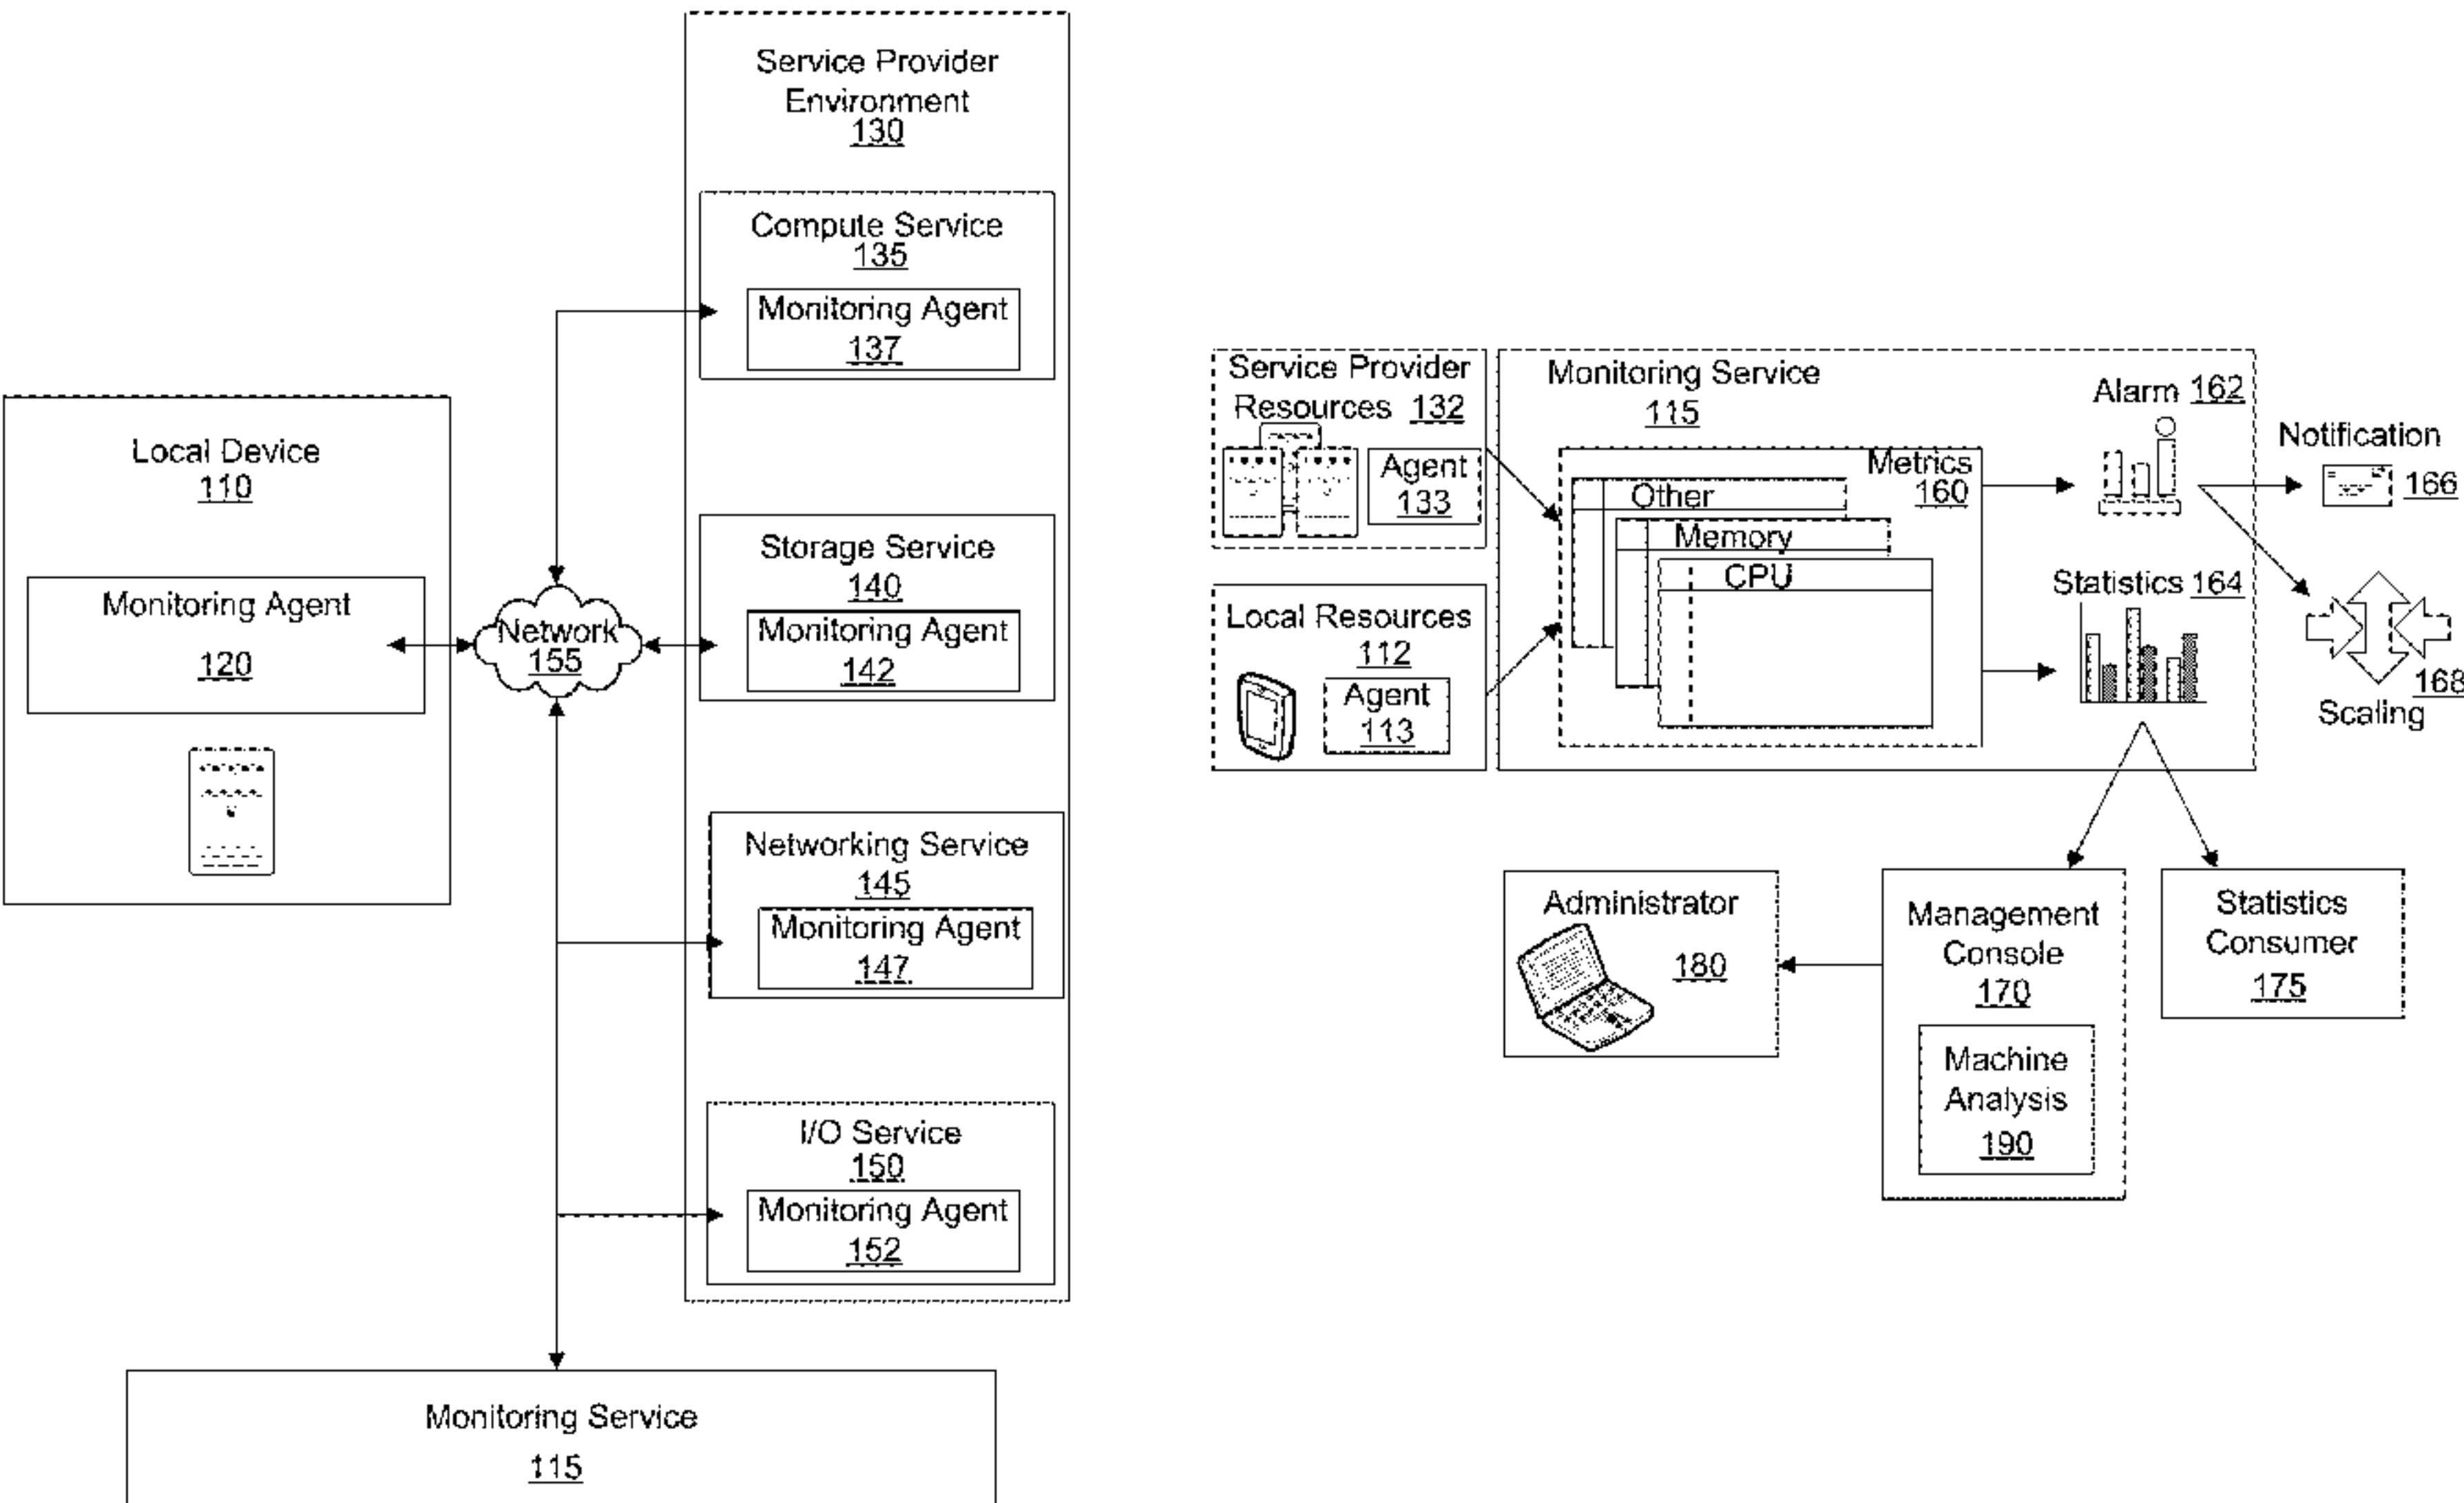 Service Provider
Environment
130
Compute Service
135
Monitoring Agent
137
Local Device
110
Monitoring Agent
120
Network
155
Storage Service
140
Monitoring Agent
142
Networking Service
145
Monitoring Agent
147
I/O Service
150
Monitoring Agent
152
Monitoring Service
115
Service Provider
Resources 132
Agent
133
Local Resources
112
Agent
113
Monitoring Service
115
Metrics
160
Other
Memory
CPU
Alarm 162
Statistics 164
Notification
166
168
Scaling
Administrator
180
Management
Console
170
Machine
Analysis
190
Statistics
Consumer
175